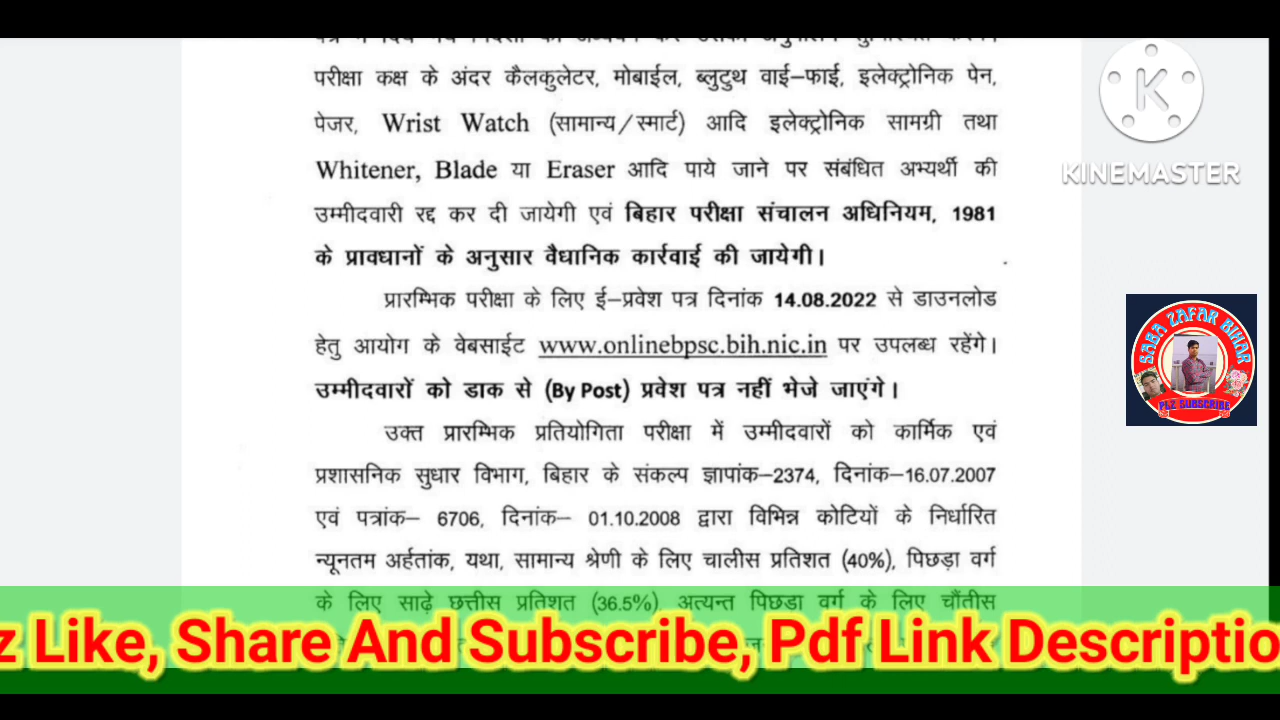 परीक्षा कक्ष के अंदर कैलकुलेटर, मोबाईल, ब्लुटुथ वाई–फाई, इलेक्ट्रोनिक पेन,
पेजर, Wrist Watch (सामान्य/स्मार्ट) आदि इलेक्ट्रोनिक सामग्री तथा
Whitener, Blade या Eraser आदि पाये जाने पर संबंधित अभ्यर्थी की
उम्मीदवारी रद्द कर दी जायेगी एवं बिहार परीक्षा संचालन अधिनियम, 1981
के प्रावधानों के अनुसार वैधानिक कार्रवाई की जायेगी।
प्रारम्भिक परीक्षा के लिए ई–प्रवेश पत्र दिनांक 14.08.2022 से डाउनलोड
हेतु आयोग के वेबसाईट www.onlinebpsc.bih.nic.in पर उपलब्ध रहेंगे।
उम्मीदवारों को डाक से (By Post) प्रवेश पत्र नहीं भेजे जाएंगे।
उक्त प्रारम्भिक प्रतियोगिता परीक्षा में उम्मीदवारों को कार्मिक एवं
प्रशासनिक सुधार विभाग, बिहार के संकल्प ज्ञापांक–2374, दिनांक–16.07.2007
एवं पत्रांक– 6706, दिनांक– 01.10.2008 द्वारा विभिन्न कोटियों के निर्धारित
न्यूनतम अर्हतांक, यथा, सामान्य श्रेणी के लिए चालीस प्रतिशत (40%), पिछड़ा वर्ग
के लिए साढ़े छत्तीस प्रतिशत (36.5%), अत्यन्त पिछडा वर्ग के लिए चौंतीस
z Like, Share And Subscribe, Pdf Link Descriptio
KINEMASTER
SABA ZAFAR BIHAR
PLZ SUBSCRIBE